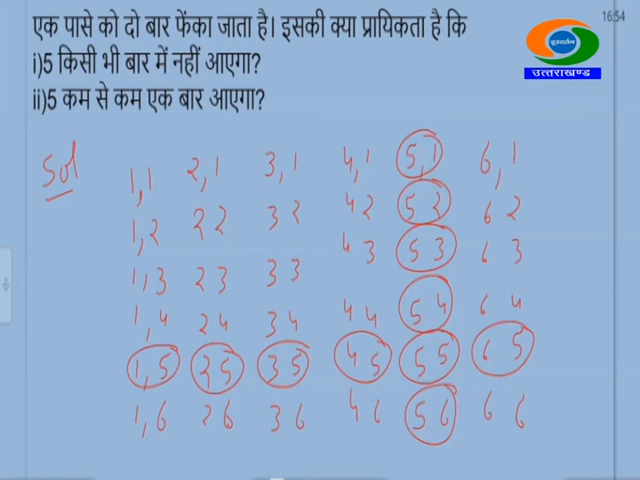 एक पासे को दो बार फेंका जाता है। इसकी क्या प्रायिकता है कि
i)5 किसी भी बार में नहीं आएगा?
ii)5 कम से कम एक बार आएगा?
16:54
दूरदर्शन
उत्तराखण्ड
Sol
1,1 2,1 3,1 4,1 5,1 6,1
1,2 2 2 3 2 4 2 5 2 6 2
1,3 2 3 3 3 4 3 5 3 6 3
1,4 2 4 3 4 4 4 5 4 6 4
1,5 2 5 3 5 4 5 5 5 6 5
1,6 2 6 3 6 4 6 5 6 6 6